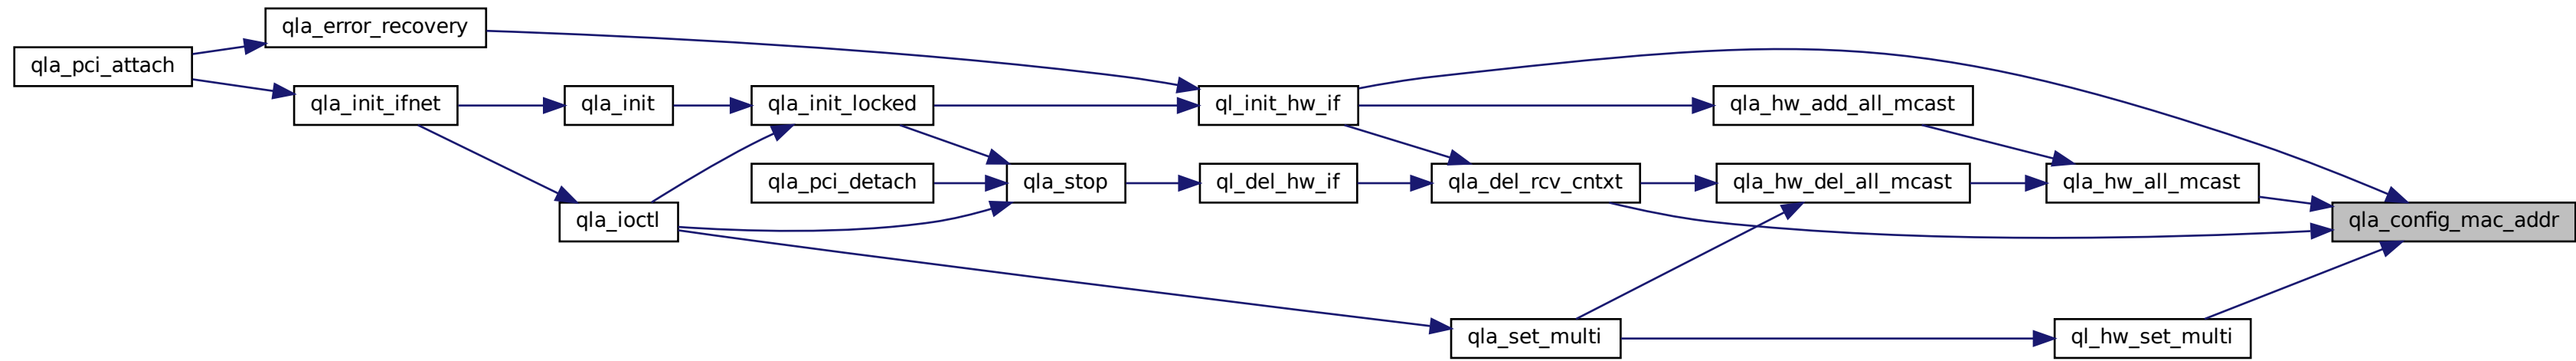 qla_error_recovery
qla_pci_attach
qla_init_ifnet
qla_init
qla_init_locked
ql_init_hw_if
qla_hw_add_all_mcast
qla_pci_detach
qla_stop
ql_del_hw_if
qla_del_rcv_cntxt
qla_hw_del_all_mcast
qla_hw_all_mcast
qla_ioctl
qla_config_mac_addr
qla_set_multi
ql_hw_set_multi